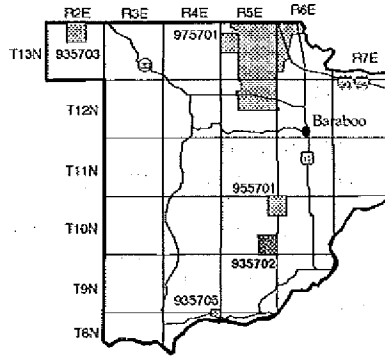 R2E R3E R4E R5E R6E
R7E
T13N 935703 975701
T12N
Baraboo
T11N
955701
T10N
935702
T9N
935705
T8N